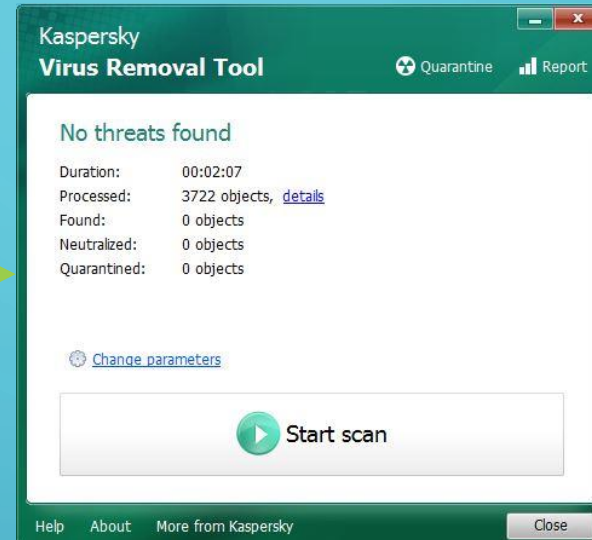 Kaspersky
Virus Removal Tool
Quarantine Report
No threats found
Duration: 00:02:07
Processed: 3722 objects, details
Found: 0 objects
Neutralized: 0 objects
Quarantined: 0 objects
Change parameters
Start scan
Help About More from Kaspersky Close